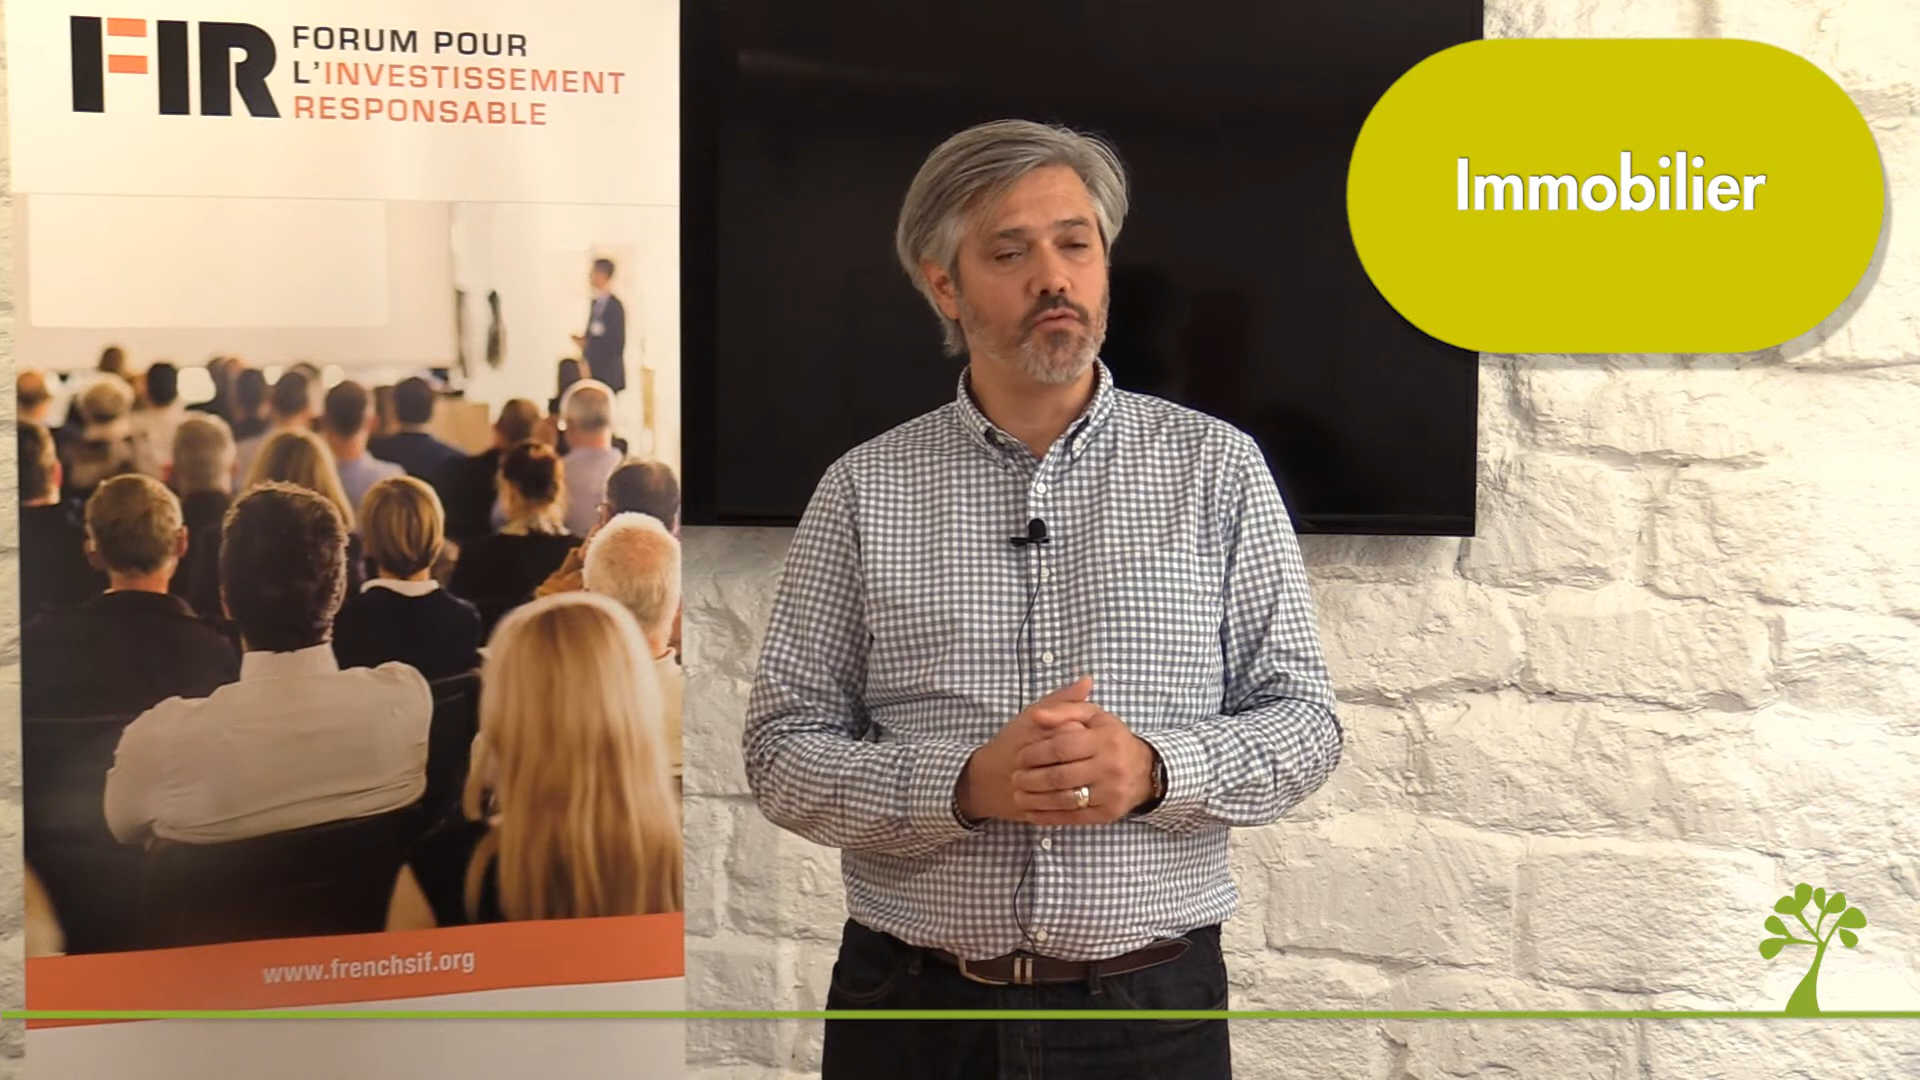 FIR
FORUM POUR
L'INVESTISSEMENT
RESPONSABLE
Immobilier
www.frenchsif.org